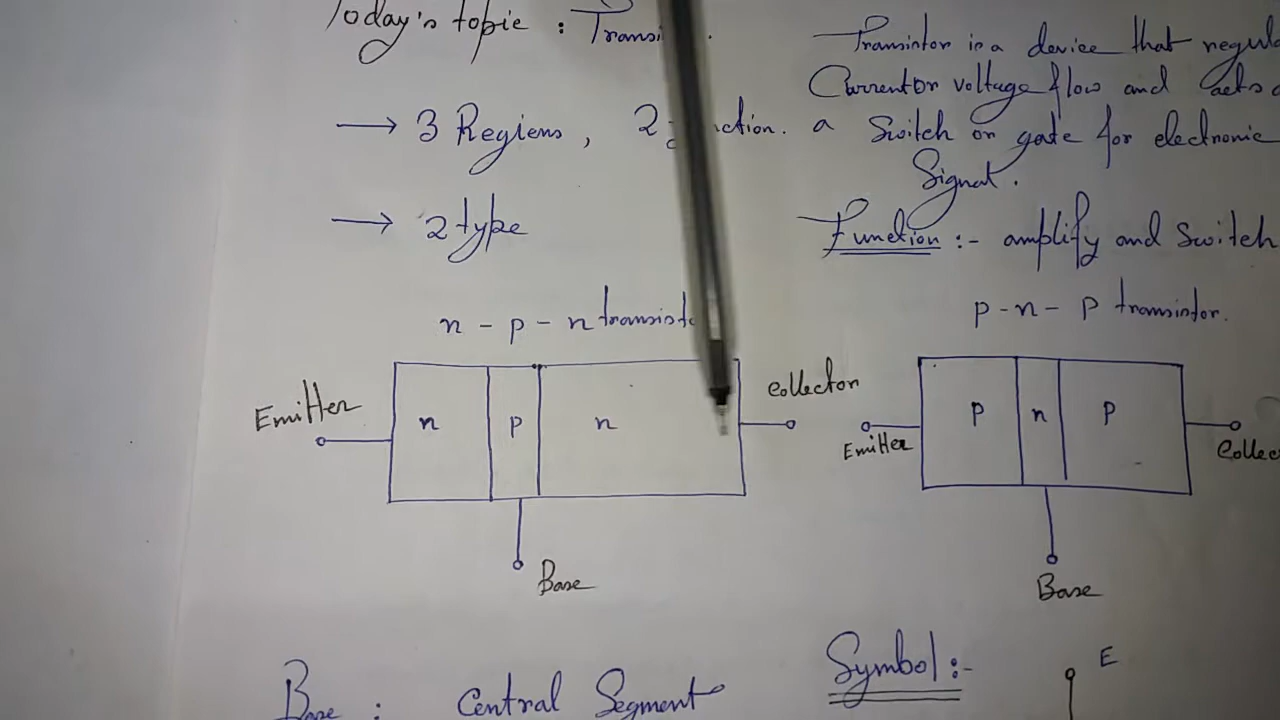 Today's topic : Transi
→ 3 Regions, 2 ction.
→ 2 type
Transistor is a device that regul
Current or voltage flow and acts a
a switch or gate for electronic
Signal.
Function :- amplify and switch
n - p - n transisto
Emitter
n
p
n
Collector
Base
p - n - p transistor.
Emitter
p
n
p
Collec
Base
Base : Central Segment
Symbol :-
E